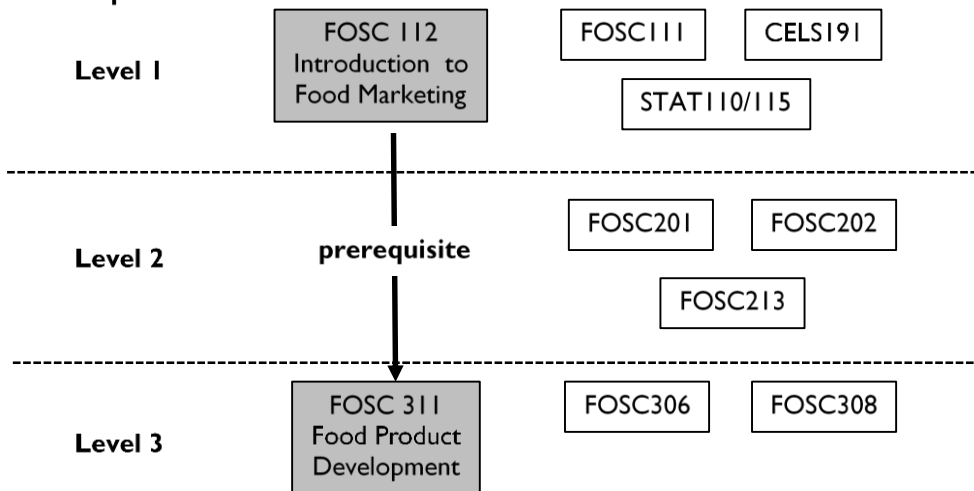 FOSC 112
Introduction to
Food Marketing
FOSC111
CELS191
Level 1
STAT110/115
FOSC201
FOSC202
Level 2
prerequisite
FOSC213
FOSC 311
Food Product
Development
FOSC306
FOSC308
Level 3